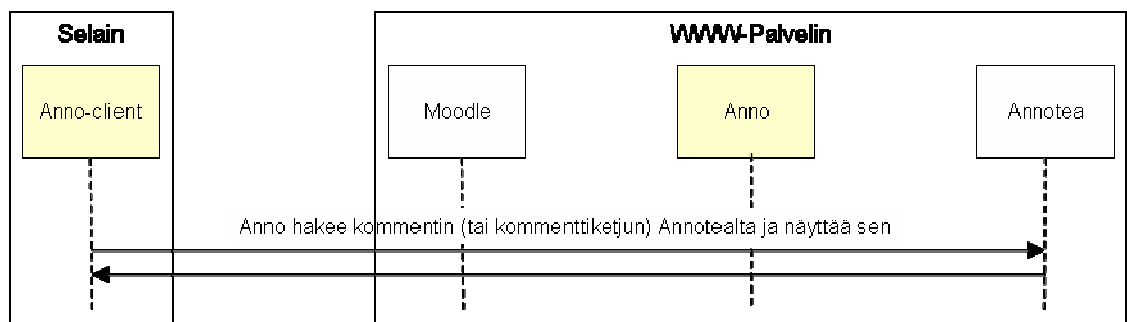 Selain
WWW-Palvelin
Anno-client
Moodle
Anno
Annotea
Anno hakee kommentin (tai kommenttiketjun) Annotealta ja näyttää sen